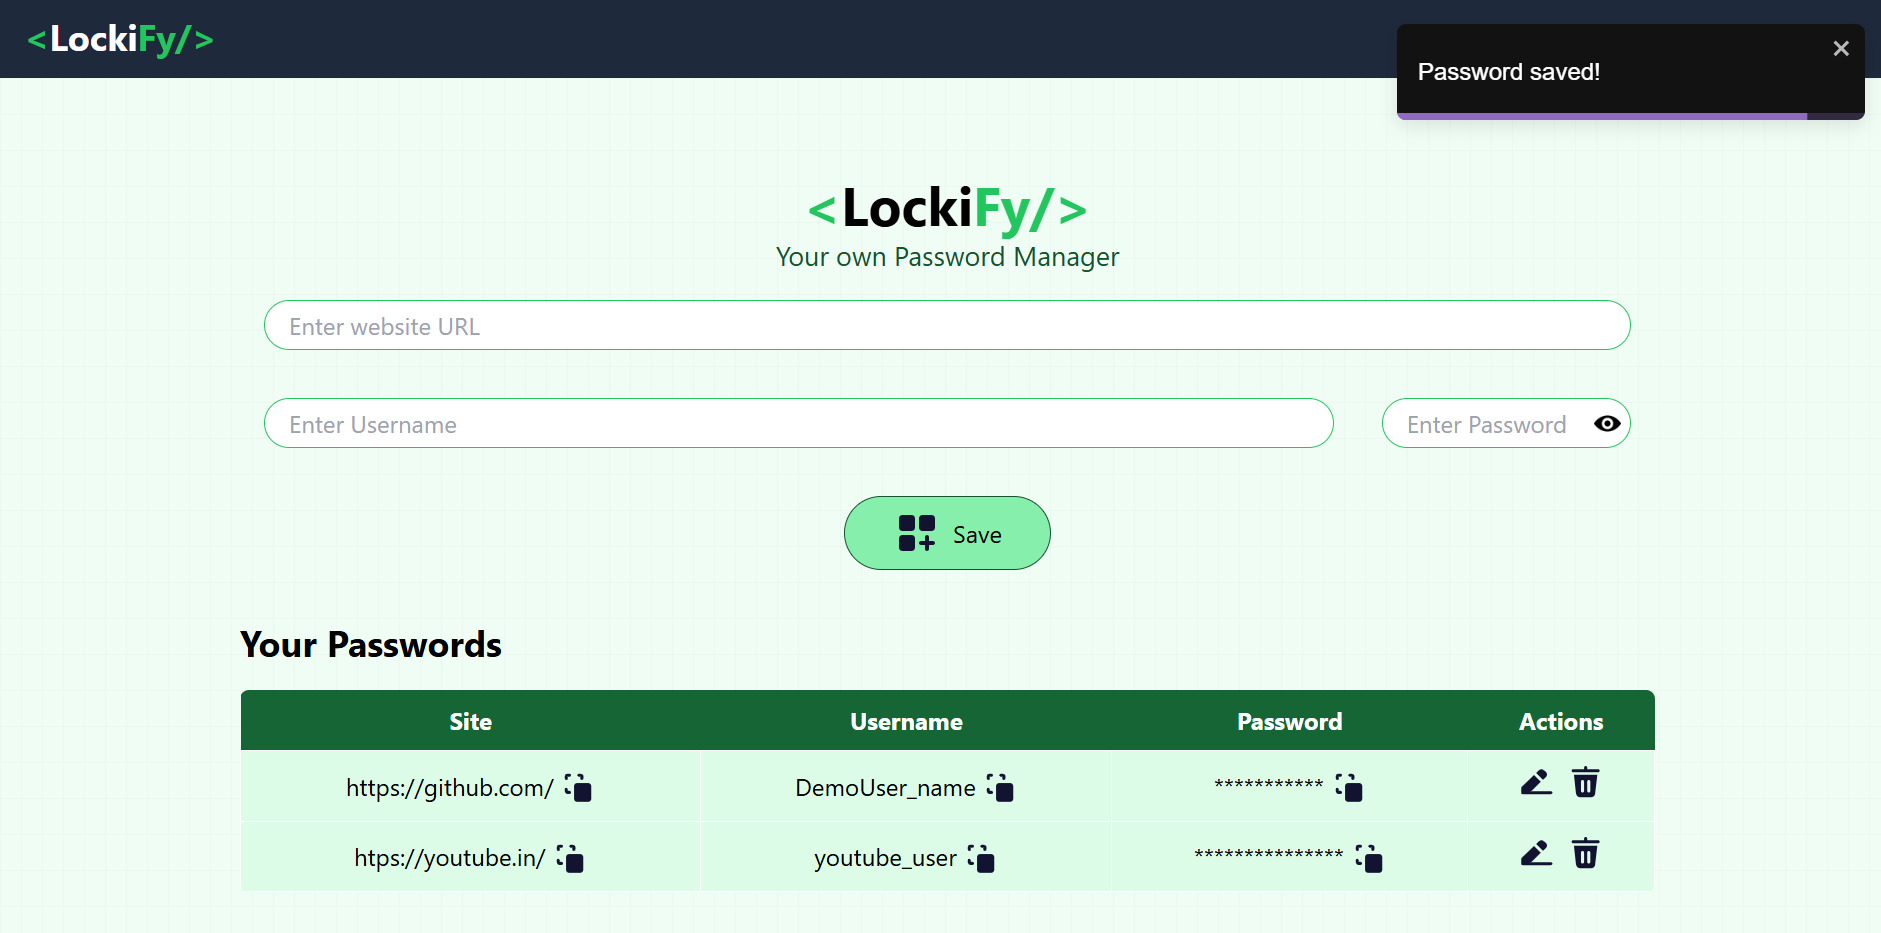 <LockiFy/>
Password saved!
<LockiFy/>
Your own Password Manager
Enter website URL
Enter Username
Enter Password
Save
Your Passwords
Site Username Password Actions
https://github.com/ DemoUser_name ***********
htps://youtube.in/ youtube_user ***************